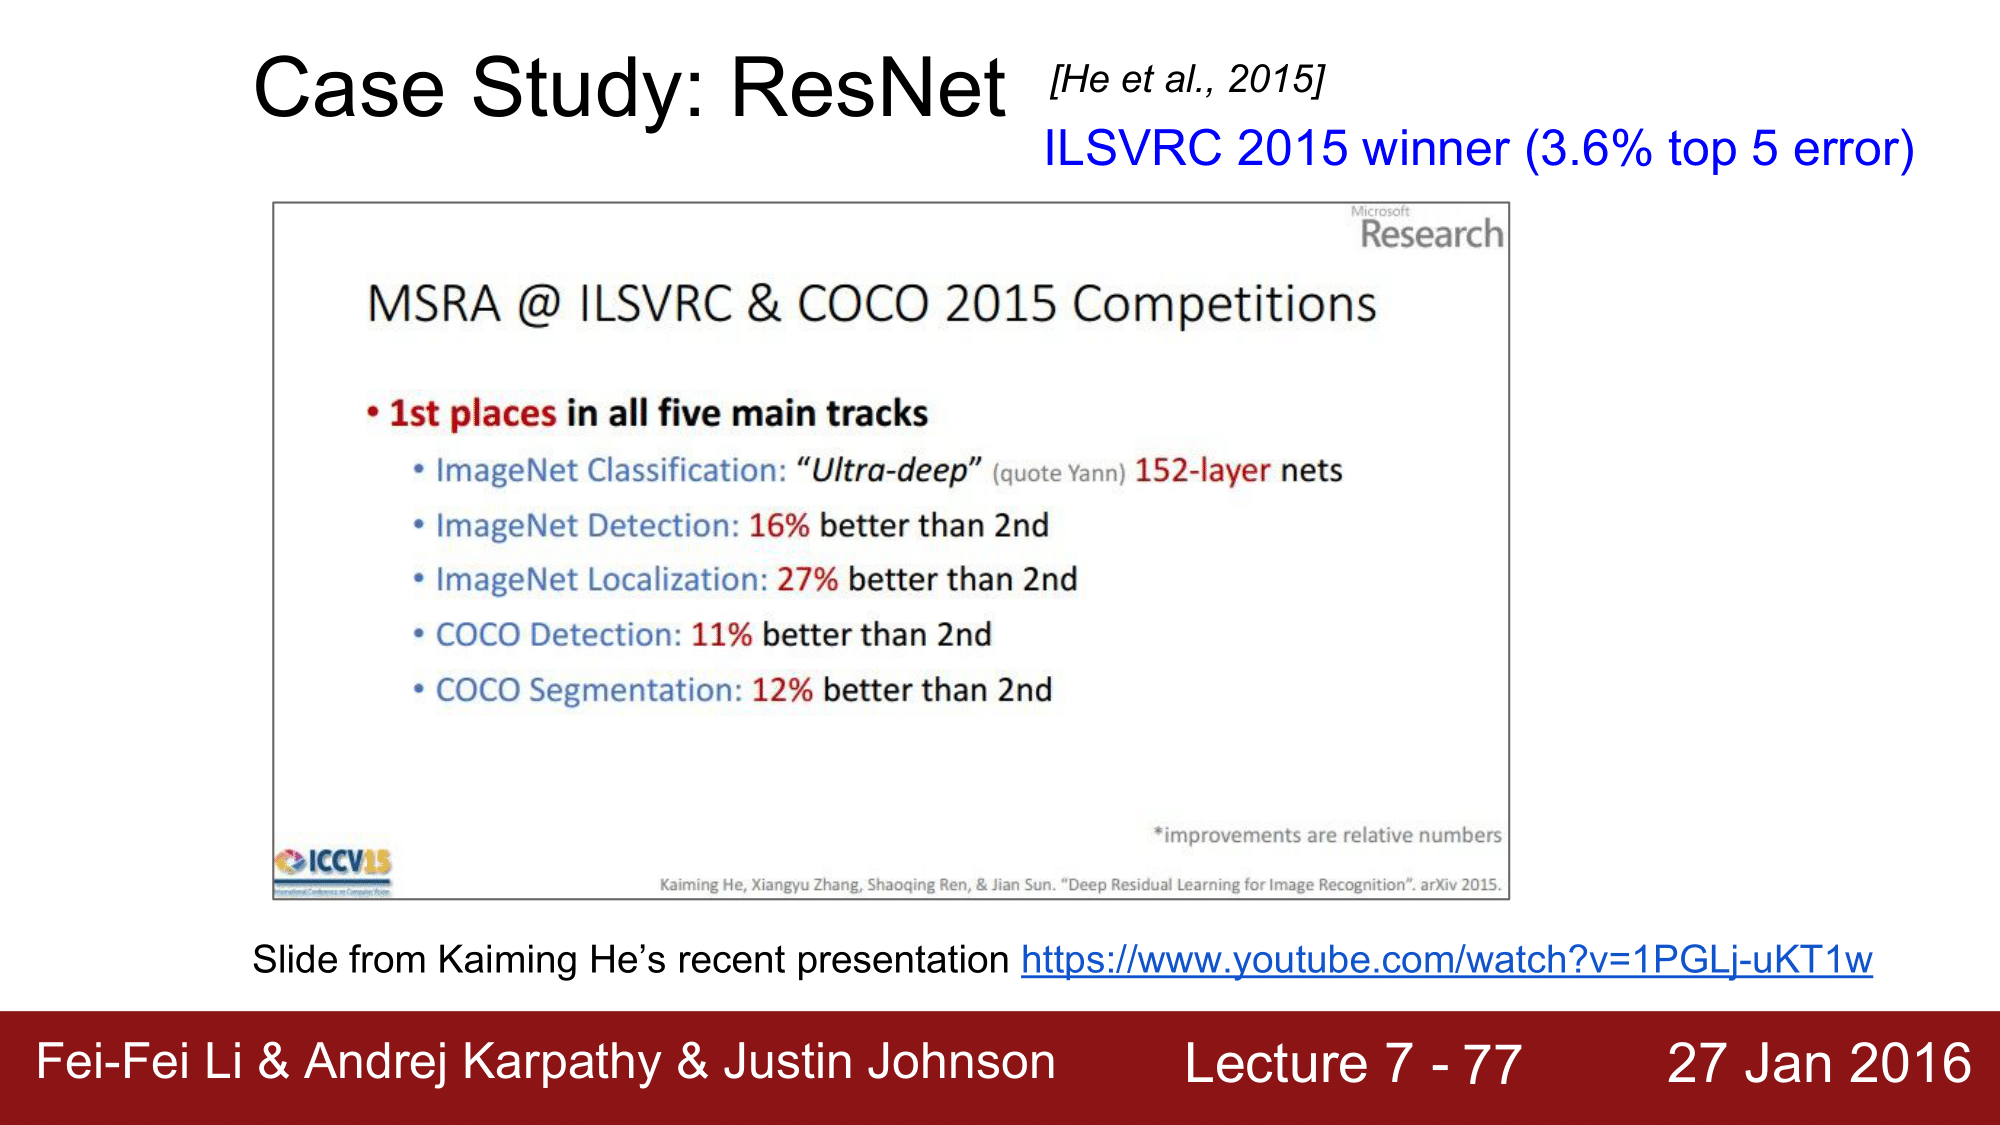 Case Study: ResNet [He et al., 2015]
ILSVRC 2015 winner (3.6% top 5 error)
Microsoft
Research
MSRA @ ILSVRC & COCO 2015 Competitions
• 1st places in all five main tracks
• ImageNet Classification: “Ultra-deep” (quote Yann) 152-layer nets
• ImageNet Detection: 16% better than 2nd
• ImageNet Localization: 27% better than 2nd
• COCO Detection: 11% better than 2nd
• COCO Segmentation: 12% better than 2nd
*improvements are relative numbers
ICCV15
International Conference on Computer Vision
Kaiming He, Xiangyu Zhang, Shaoqing Ren, & Jian Sun. “Deep Residual Learning for Image Recognition”. arXiv 2015.
Slide from Kaiming He’s recent presentation https://www.youtube.com/watch?v=1PGLj-uKT1w
Fei-Fei Li & Andrej Karpathy & Justin Johnson Lecture 7 - 77 27 Jan 2016